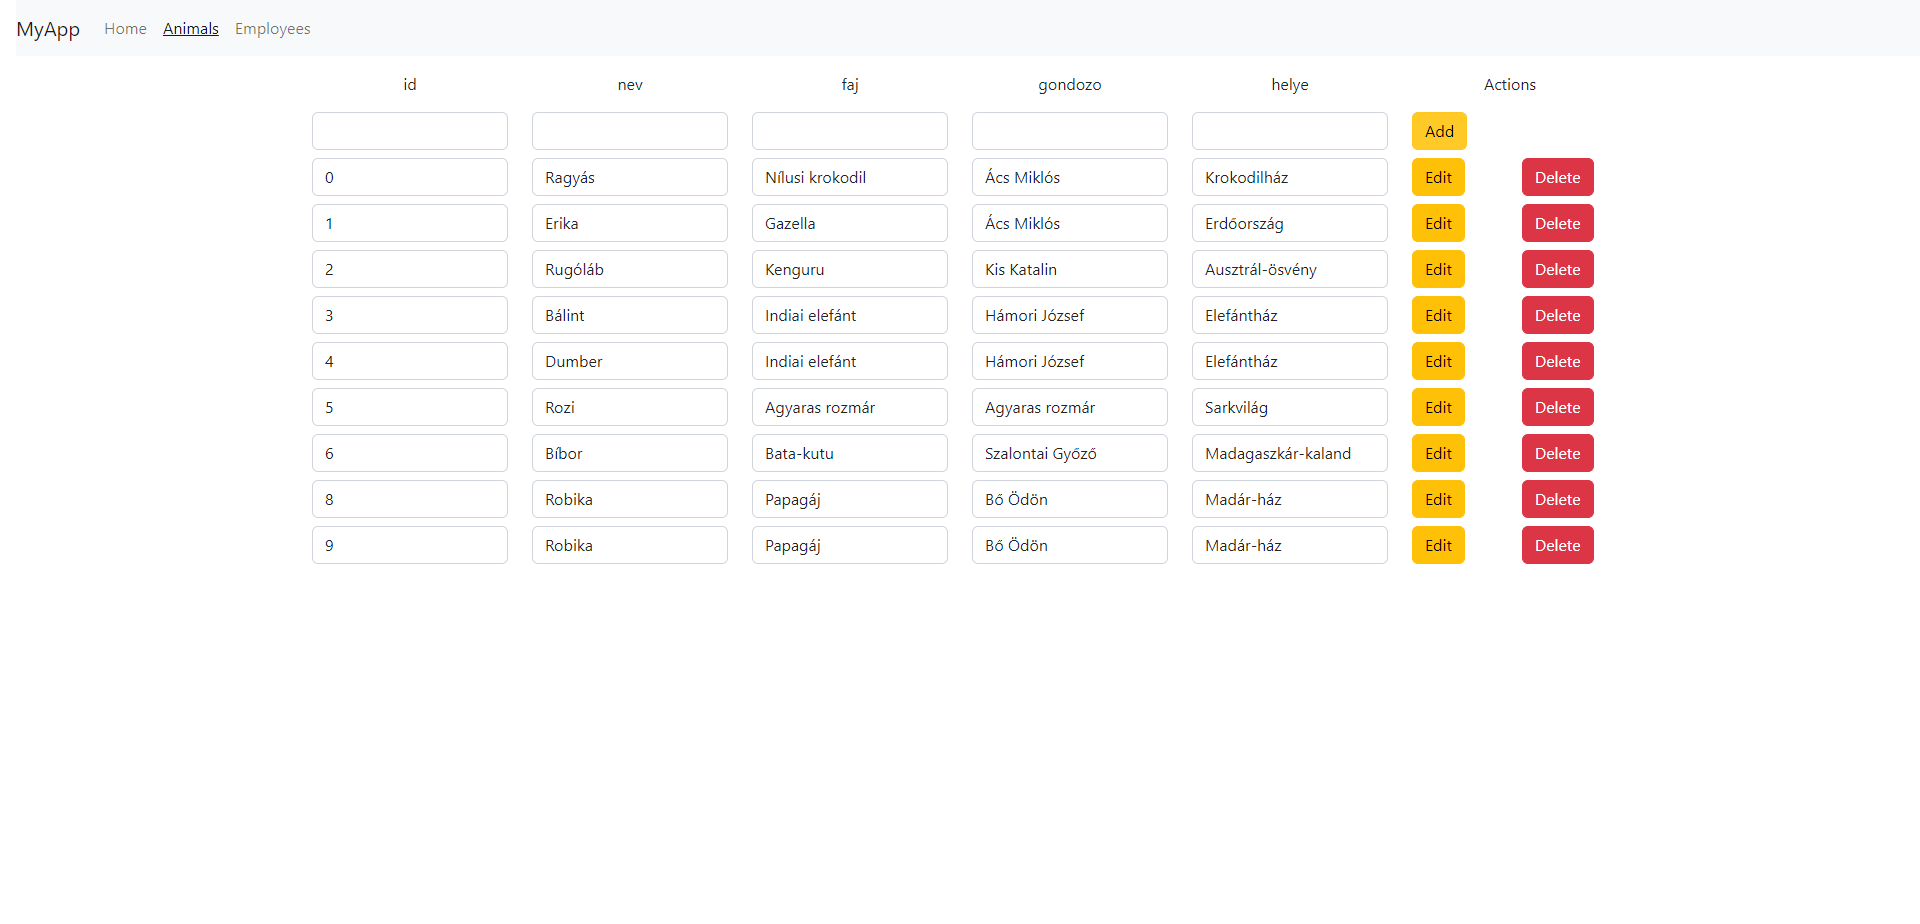 MyApp Home Animals Employees
id nev faj gondozo helye Actions
Add
0 Ragyás Nílusi krokodil Ács Miklós Krokodilház Edit Delete
1 Erika Gazella Ács Miklós Erdőország Edit Delete
2 Rugóláb Kenguru Kis Katalin Ausztrál-ösvény Edit Delete
3 Bálint Indiai elefánt Hámori József Elefántház Edit Delete
4 Dumber Indiai elefánt Hámori József Elefántház Edit Delete
5 Rozi Agyaras rozmár Agyaras rozmár Sarkvilág Edit Delete
6 Bíbor Bata-kutu Szalontai Győző Madagaszkár-kaland Edit Delete
8 Robika Papagáj Bő Ödön Madár-ház Edit Delete
9 Robika Papagáj Bő Ödön Madár-ház Edit Delete